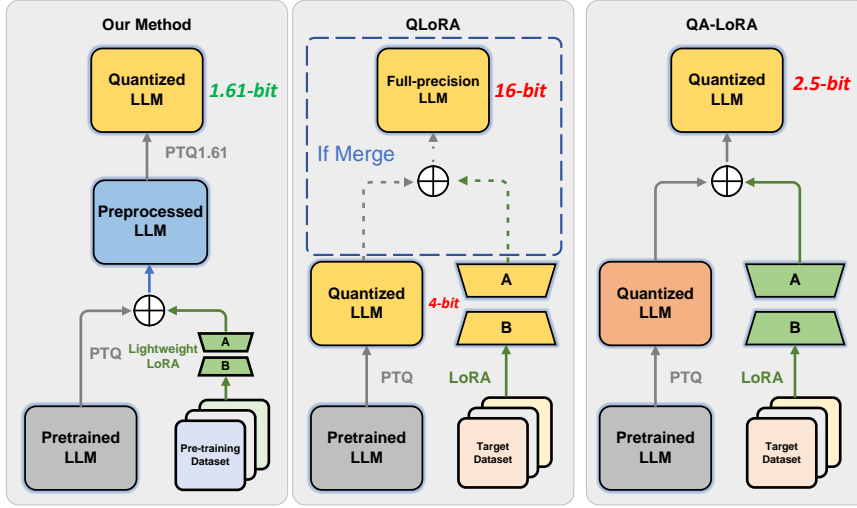 Our Method
Quantized
LLM
1.61-bit
PTQ1.61
Preprocessed
LLM
PTQ
Lightweight
LoRA
A
B
Pretrained
LLM
Pre-training
Dataset
QLoRA
Full-precision
LLM
16-bit
If Merge
Quantized
LLM
4-bit
A
B
PTQ
LoRA
Pretrained
LLM
Target
Dataset
QA-LoRA
Quantized
LLM
2.5-bit
Quantized
LLM
A
B
PTQ
LoRA
Pretrained
LLM
Target
Dataset